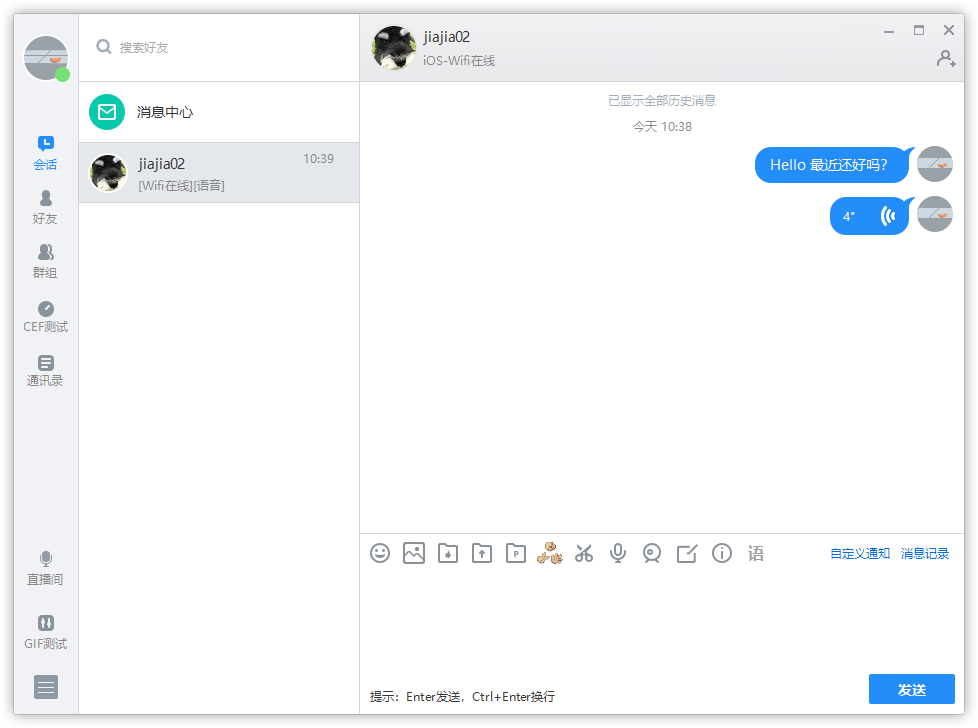 搜索好友
消息中心
jiajia02
10:39
[Wifi在线][语音]
会话
好友
群组
CEF测试
通讯录
直播间
GIF测试
jiajia02
iOS-Wifi在线
已显示全部历史消息
今天 10:38
Hello 最近还好吗?
4"
P
语
自定义通知 消息记录
提示：Enter发送，Ctrl+Enter换行
发送